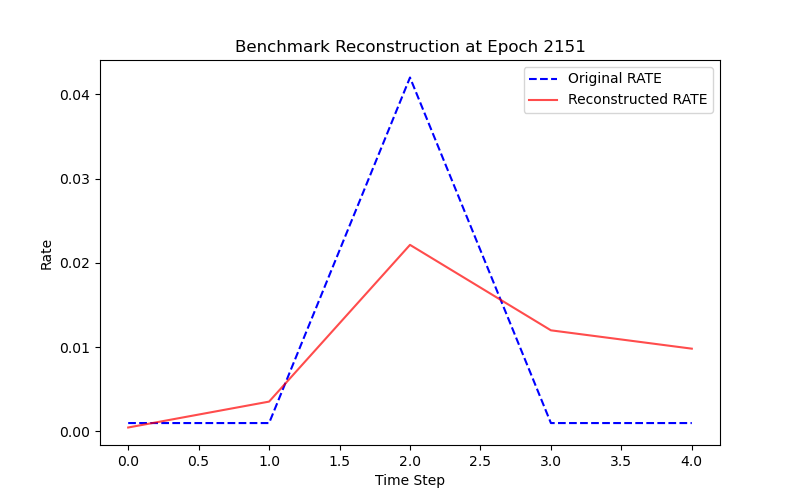 Benchmark Reconstruction at Epoch 2151
Original RATE
Reconstructed RATE
Rate
0.04
0.03
0.02
0.01
0.00
0.0 0.5 1.0 1.5 2.0 2.5 3.0 3.5 4.0
Time Step